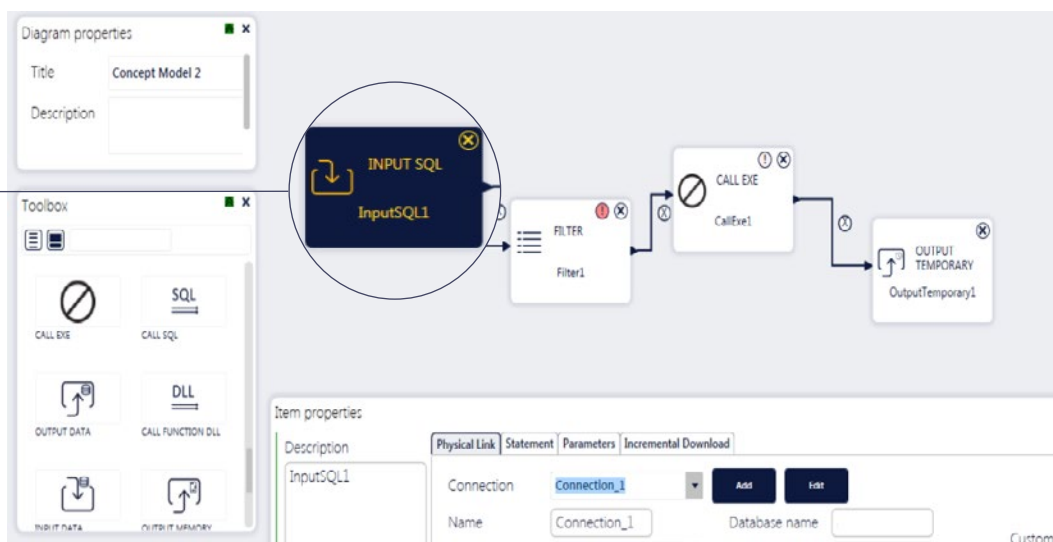 Diagram properties
Title
Concept Model 2
Description
INPUT SQL
InputSQL1
FILTER
Filter1
CALL EXE
CallExe1
OUTPUT
TEMPORARY
OutputTemporary1
Toolbox
SQL
CALL EXE
CALL SQL
DLL
OUTPUT DATA
CALL FUNCTION DLL
INPUT DATA
OUTPUT MEMORY
Item properties
Description
InputSQL1
Physical Link Statement Parameters Incremental Download
Connection
Connection_1
Add
Edit
Name
Connection_1
Database name
Custom